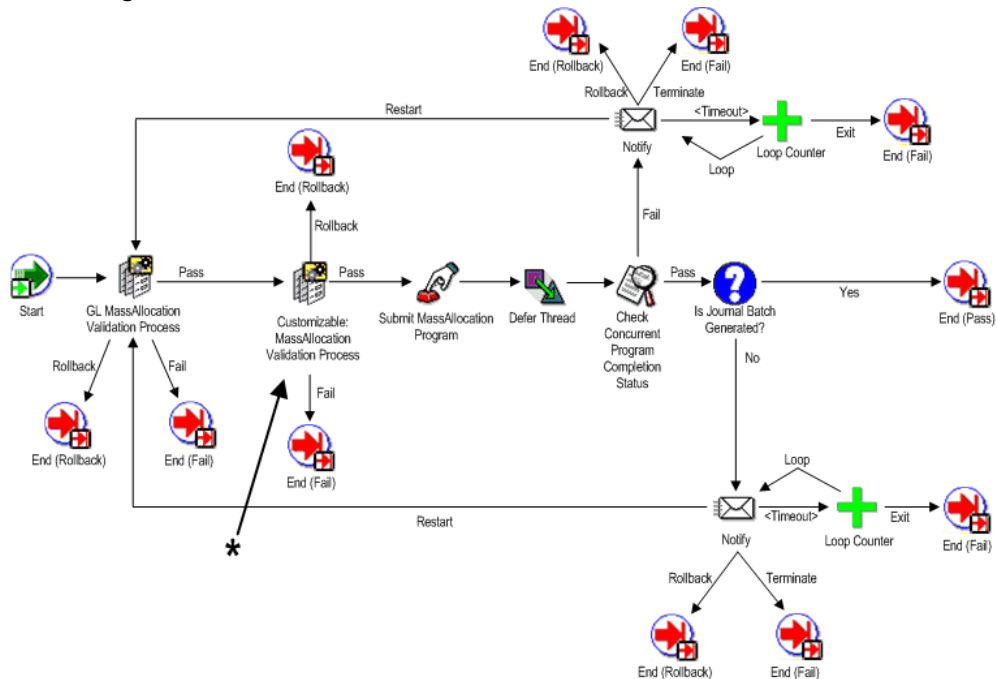 End (Rollback)
End (Fail)
Rollback
Terminate
Restart
<Timeout>
Notify
Loop Counter
Exit
End (Fail)
Loop
End (Rollback)
Rollback
Fail
Start
Pass
GL MassAllocation
Validation Process
Pass
Customizable:
MassAllocation
Validation Process
Submit MassAllocation
Program
Defer Thread
Check
Concurrent
Program
Completion
Status
Pass
Is Journal Batch
Generated?
Yes
End (Pass)
No
Rollback
Fail
End (Rollback)
End (Fail)
Fail
End (Fail)
*
Restart
Loop
Notify
<Timeout>
Loop Counter
Exit
End (Fail)
Rollback
Terminate
End (Rollback)
End (Fail)